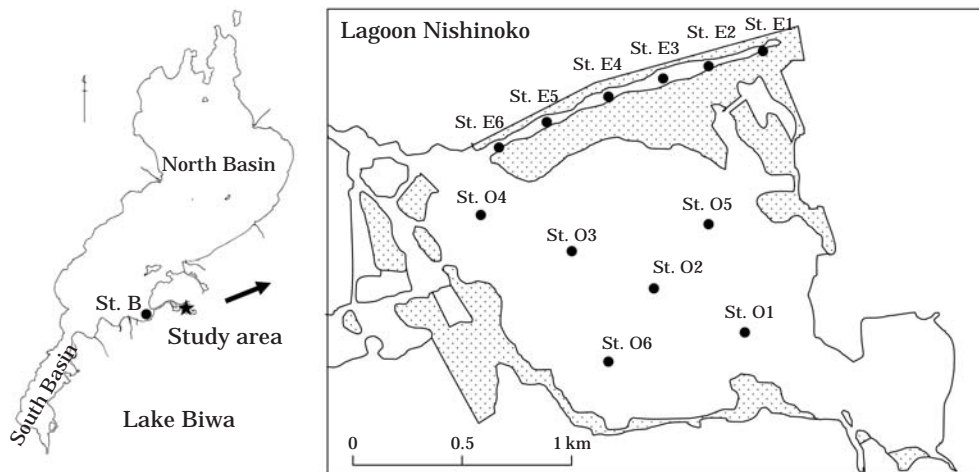 North Basin
St. B
Study area
South Basin
Lake Biwa
Lagoon Nishinoko
St. E1
St. E2
St. E3
St. E4
St. E5
St. E6
St. O4
St. O5
St. O3
St. O2
St. O1
St. O6
0 0.5 1 km